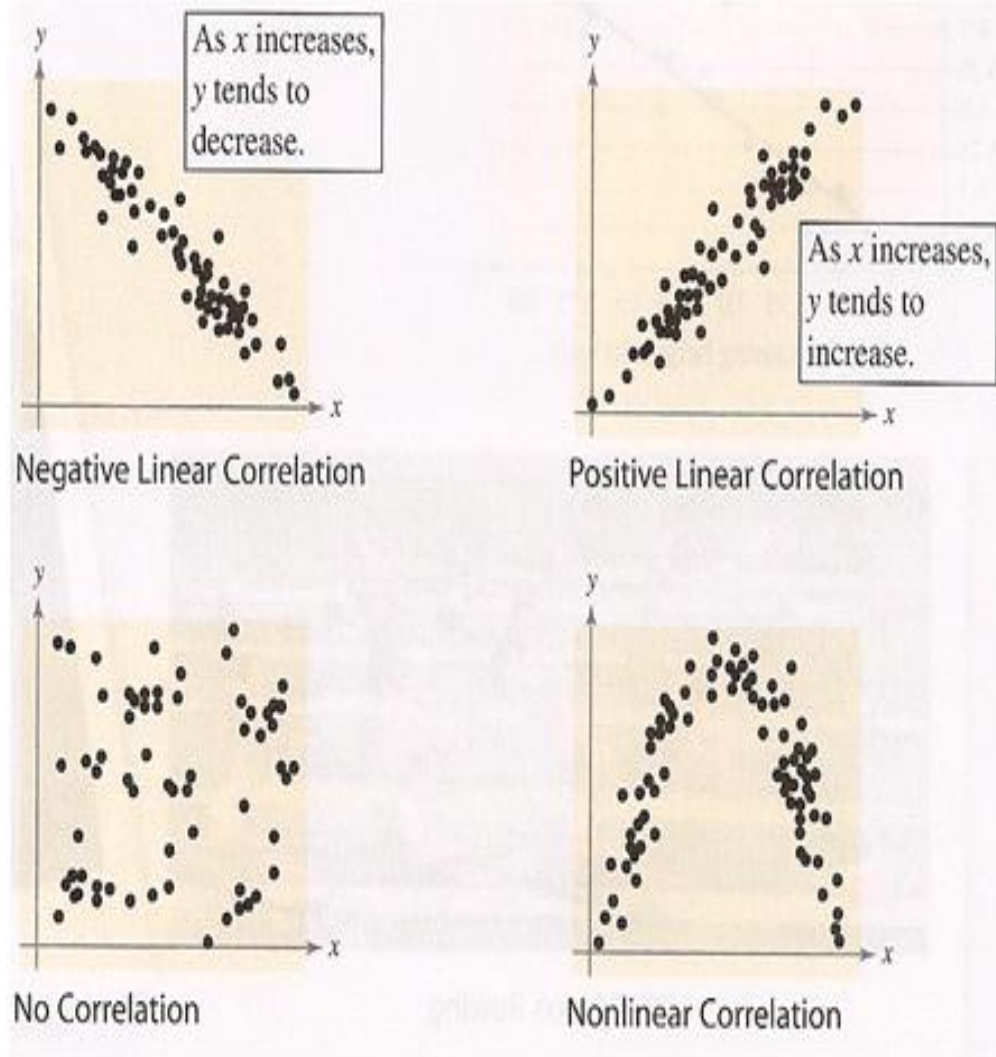 y
As x increases,
y tends to
decrease.
x
Negative Linear Correlation
y
As x increases,
y tends to
increase.
x
Positive Linear Correlation
y
x
No Correlation
y
x
Nonlinear Correlation